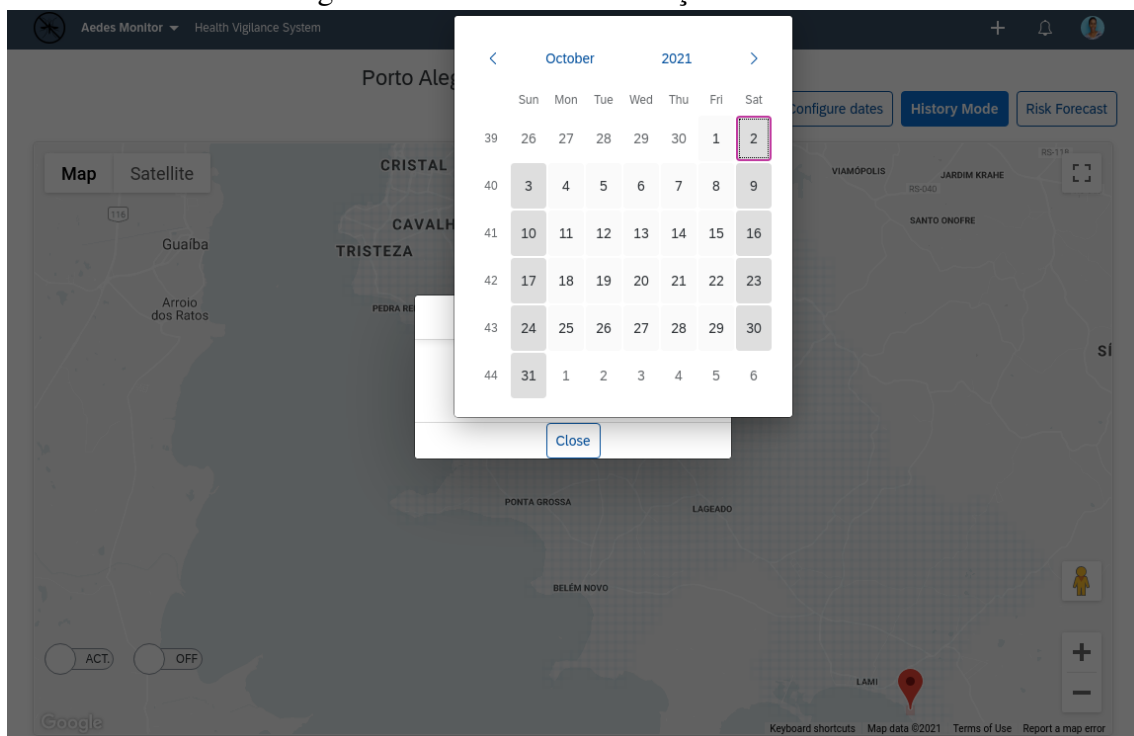 Aedes Monitor Health Vigilance System
Porto Aleg
Configure dates History Mode Risk Forecast
October 2021
Sun Mon Tue Wed Thu Fri Sat
39 26 27 28 29 30 1 2
40 3 4 5 6 7 8 9
41 10 11 12 13 14 15 16
42 17 18 19 20 21 22 23
43 24 25 26 27 28 29 30
44 31 1 2 3 4 5 6
Close
Map Satellite
116
Guaíba
Arroio
dos Ratos
CRISTAL
CAVALH
TRISTEZA
PEDRA RE
VIAMÓPOLIS
RS-040
JARDIM KRAHE
RS-118
SANTO ONOFRE
SÍ
PONTA GROSSA
LAGEADO
BELÉM NOVO
LAMI
ACT. OFF
Google
Keyboard shortcuts Map data ©2021 Terms of Use Report a map error